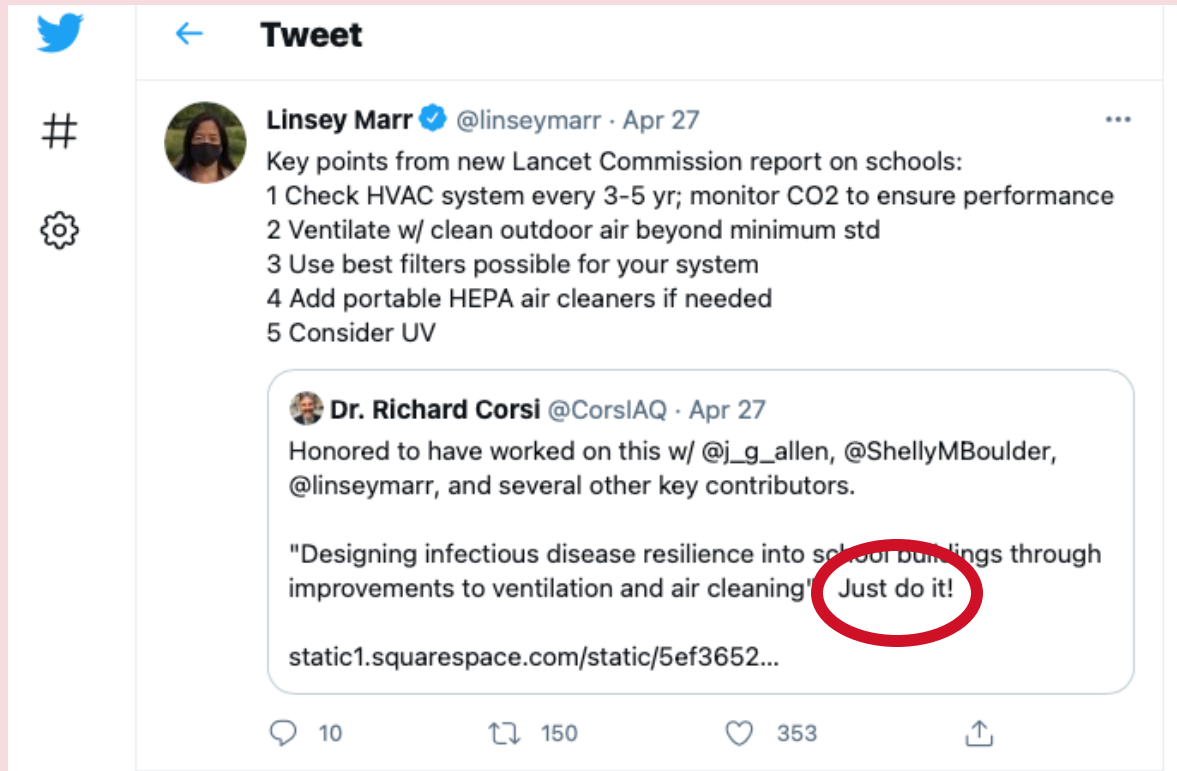 Tweet
Linsey Marr @linseymarr · Apr 27
Key points from new Lancet Commission report on schools:
1 Check HVAC system every 3-5 yr; monitor CO2 to ensure performance
2 Ventilate w/ clean outdoor air beyond minimum std
3 Use best filters possible for your system
4 Add portable HEPA air cleaners if needed
5 Consider UV
Dr. Richard Corsi @CorsIAQ · Apr 27
Honored to have worked on this w/ @j_g_allen, @ShellyMBoulder,
@linseymarr, and several other key contributors.
"Designing infectious disease resilience into school buildings through
improvements to ventilation and air cleaning" Just do it!
static1.squarespace.com/static/5ef3652...
10 150 353